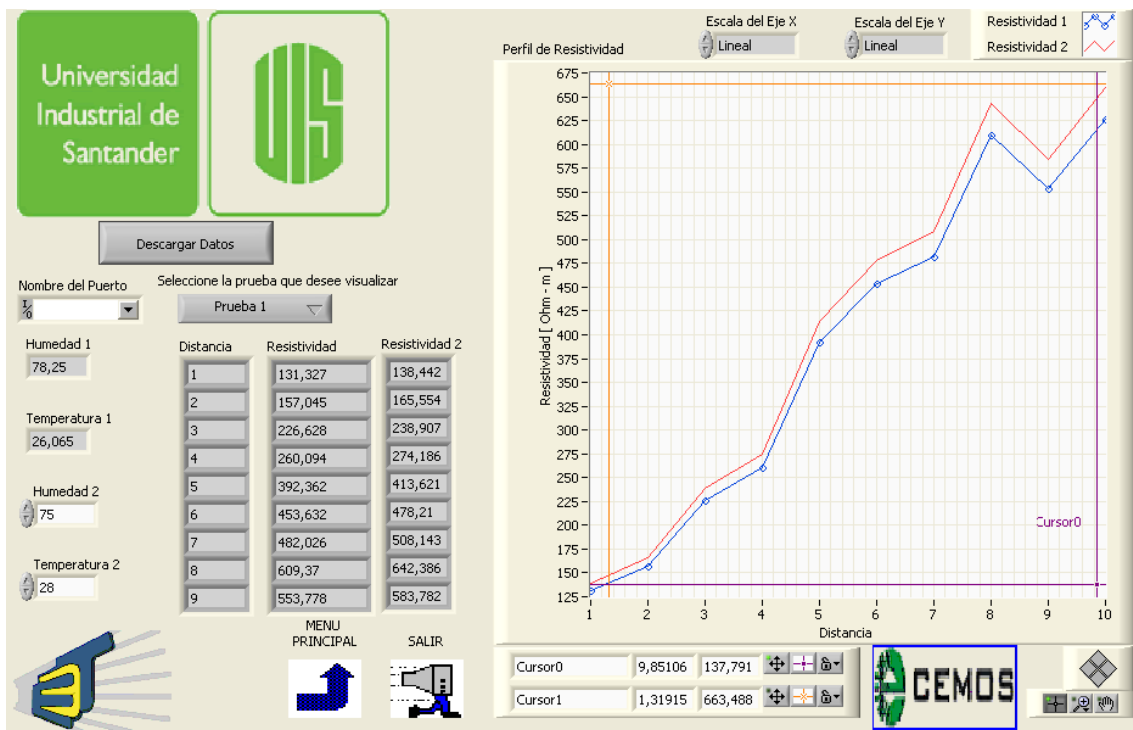 Universidad
Industrial de
Santander
UIS
Descargar Datos
Nombre del Puerto
Seleccione la prueba que desee visualizar
I/O
Prueba 1
Humedad 1
78,25
Temperatura 1
26,065
Humedad 2
75
Temperatura 2
28
Distancia Resistividad Resistividad 2
1 131,327 138,442
2 157,045 165,554
3 226,628 238,907
4 260,094 274,186
5 392,362 413,621
6 453,632 478,21
7 482,026 508,143
8 609,37 642,386
9 553,778 583,782
MENU
PRINCIPAL
SALIR
Escala del Eje X
Lineal
Escala del Eje Y
Lineal
Resistividad 1
Resistividad 2
Perfil de Resistividad
Resistividad [ Ohm - m ]
675
650
625
600
575
550
525
500
475
450
425
400
375
350
325
300
275
250
225
200
175
150
125
Cursor0
1 2 3 4 5 6 7 8 9 10
Distancia
Cursor0 9,85106 137,791
Cursor1 1,31915 663,488
CEMOS